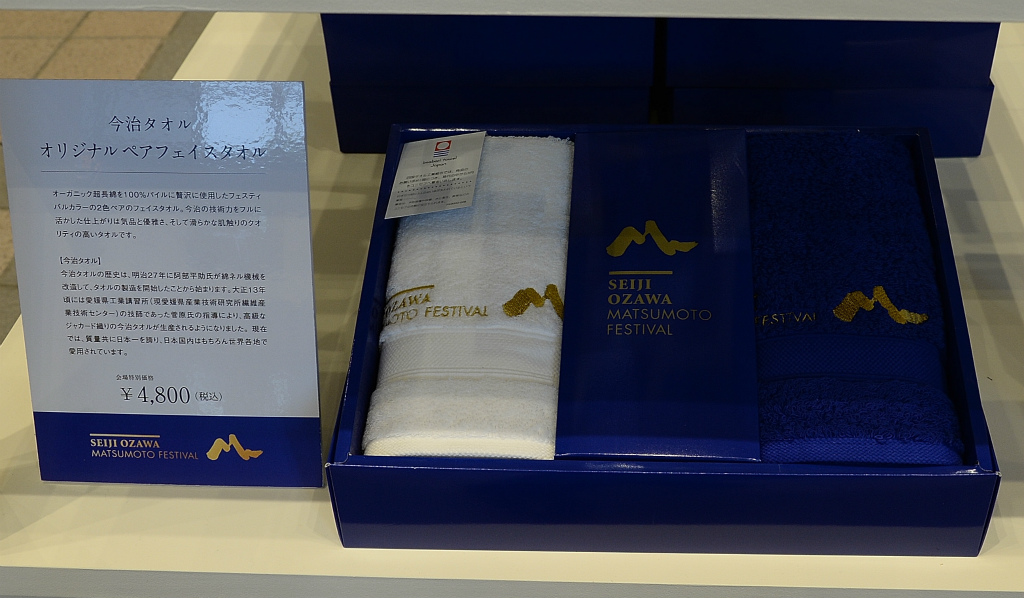 今治タオル
オリジナル ペアフェイスタオル
オーガニック超長綿を100%パイルに贅沢に使用したフェスティ
バルカラーの2色ペアのフェイスタオル。今治の技術力をフルに
活かした仕上がりは気品と優雅さ、そして滑らかな肌触りのクオ
リティの高いタオルです。
【今治タオル】
今治タオルの歴史は、明治27年に阿部平助氏が綿ネル機械を
改造して、タオルの製造を開始したことから始まります。大正13年
頃には愛媛県工業講習所(現愛媛県産業技術研究所繊維産
業技術センター)の技師であった菅原氏の指導により、高級な
ジャカード織りの今治タオルが生産されるようになりました。現在
では、質量共に日本一を誇り、日本国内はもちろん世界各地で
愛用されています。
会場特別価格
¥4,800(税込)
SEIJI OZAWA
MATSUMOTO FESTIVAL
imabari towel
Japan
OZAWA
OTO FESTIVAL
SEIJI
OZAWA
MATSUMOTO
FESTIVAL
FESTIVAL